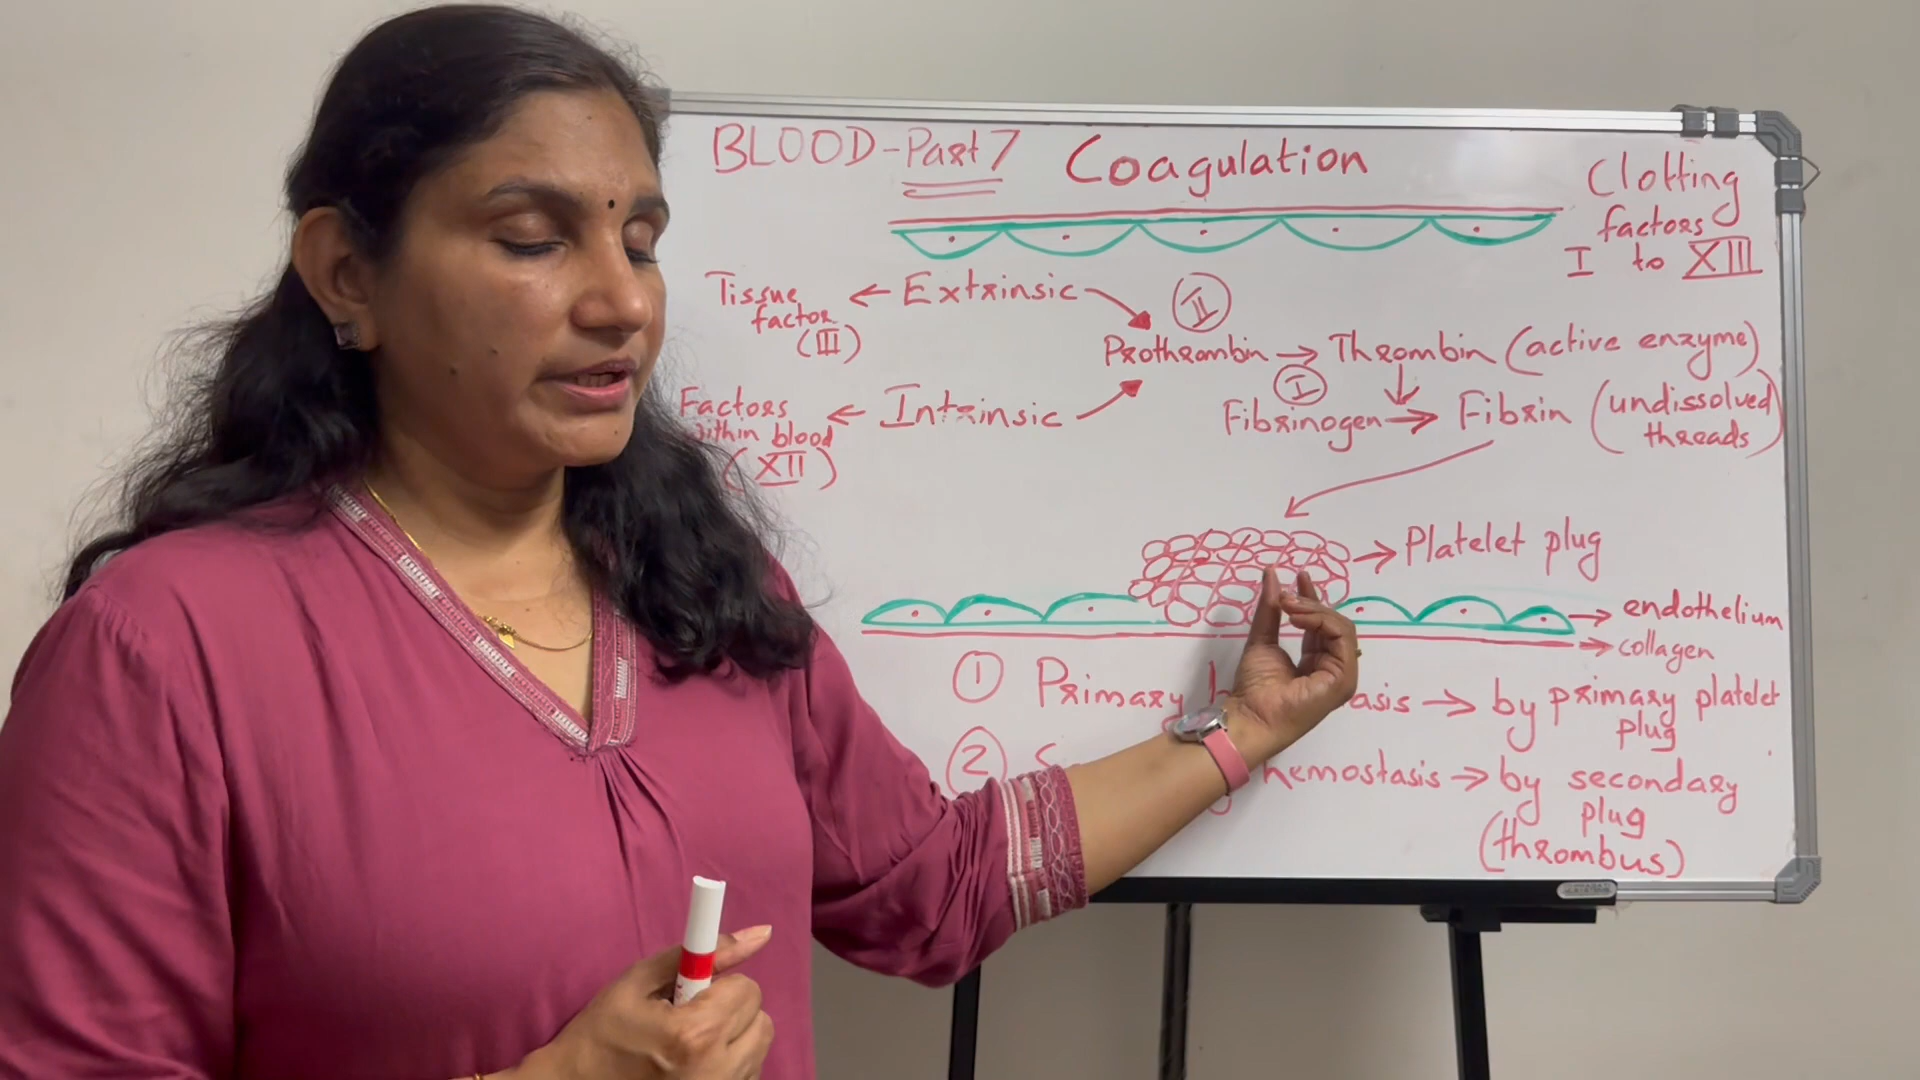 BLOOD-Part 7 Coagulation
Clotting
factors
I to XIII
Tissue
factor
(III)
← Extrinsic
II
Prothrombin → Thrombin (active enzyme)
I
Fibrinogen → Fibrin (undissolved
threads)
Factors
within blood
(XII)
← Intrinsic
→ Platelet plug
→ endothelium
→ collagen
1 Primary → by primary platelet
plug
2 hemostasis → by secondary
plug
(thrombus)